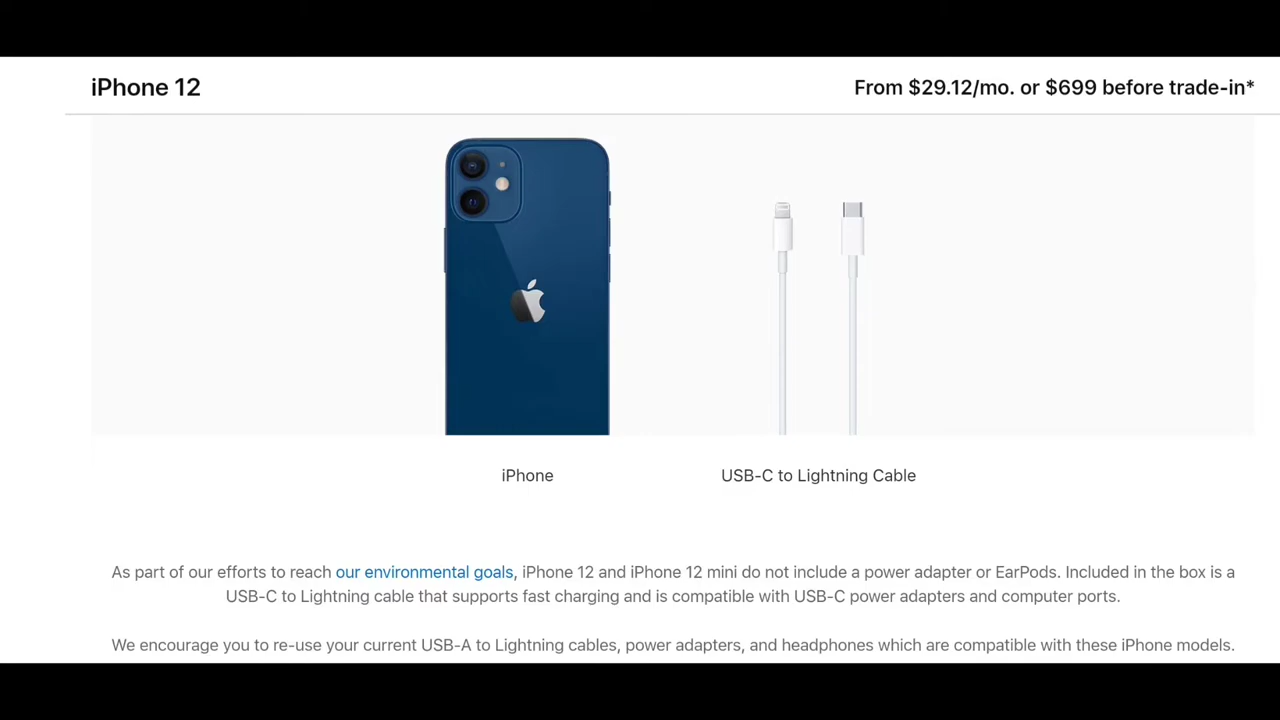 iPhone 12
From $29.12/mo. or $699 before trade-in*
iPhone
USB-C to Lightning Cable
As part of our efforts to reach our environmental goals, iPhone 12 and iPhone 12 mini do not include a power adapter or EarPods. Included in the box is a
USB-C to Lightning cable that supports fast charging and is compatible with USB-C power adapters and computer ports.
We encourage you to re-use your current USB-A to Lightning cables, power adapters, and headphones which are compatible with these iPhone models.